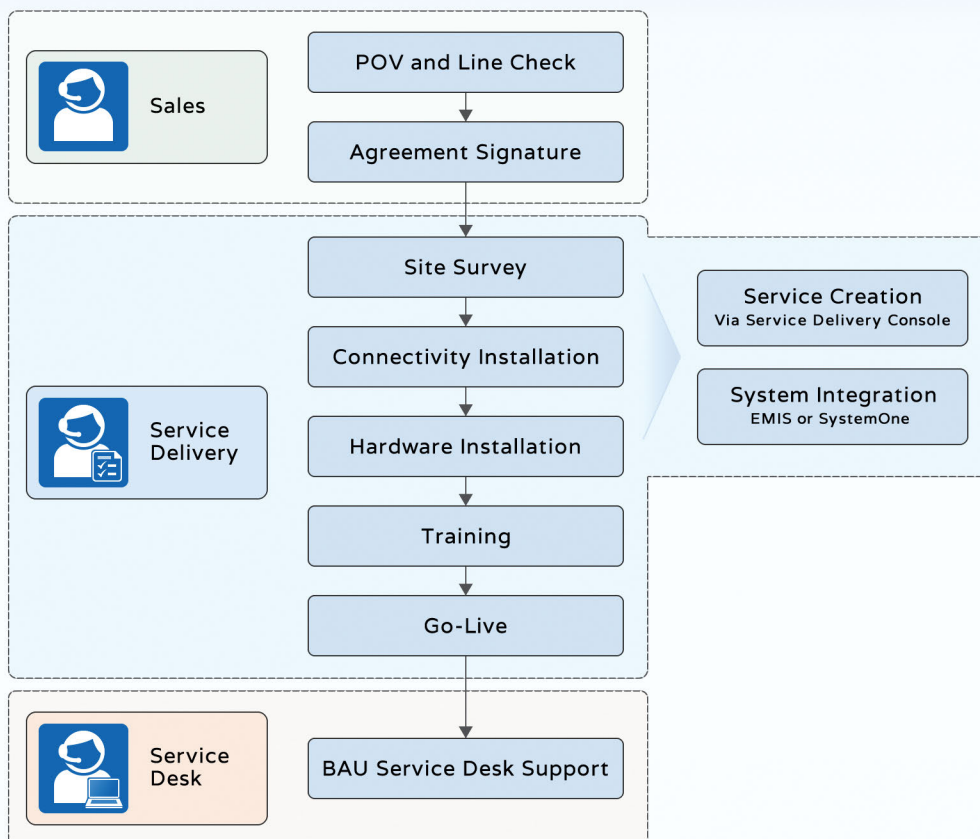 Sales
POV and Line Check
Agreement Signature
Service
Delivery
Site Survey
Connectivity Installation
Hardware Installation
Training
Go-Live
Service Creation
Via Service Delivery Console
System Integration
EMIS or SystemOne
Service
Desk
BAU Service Desk Support